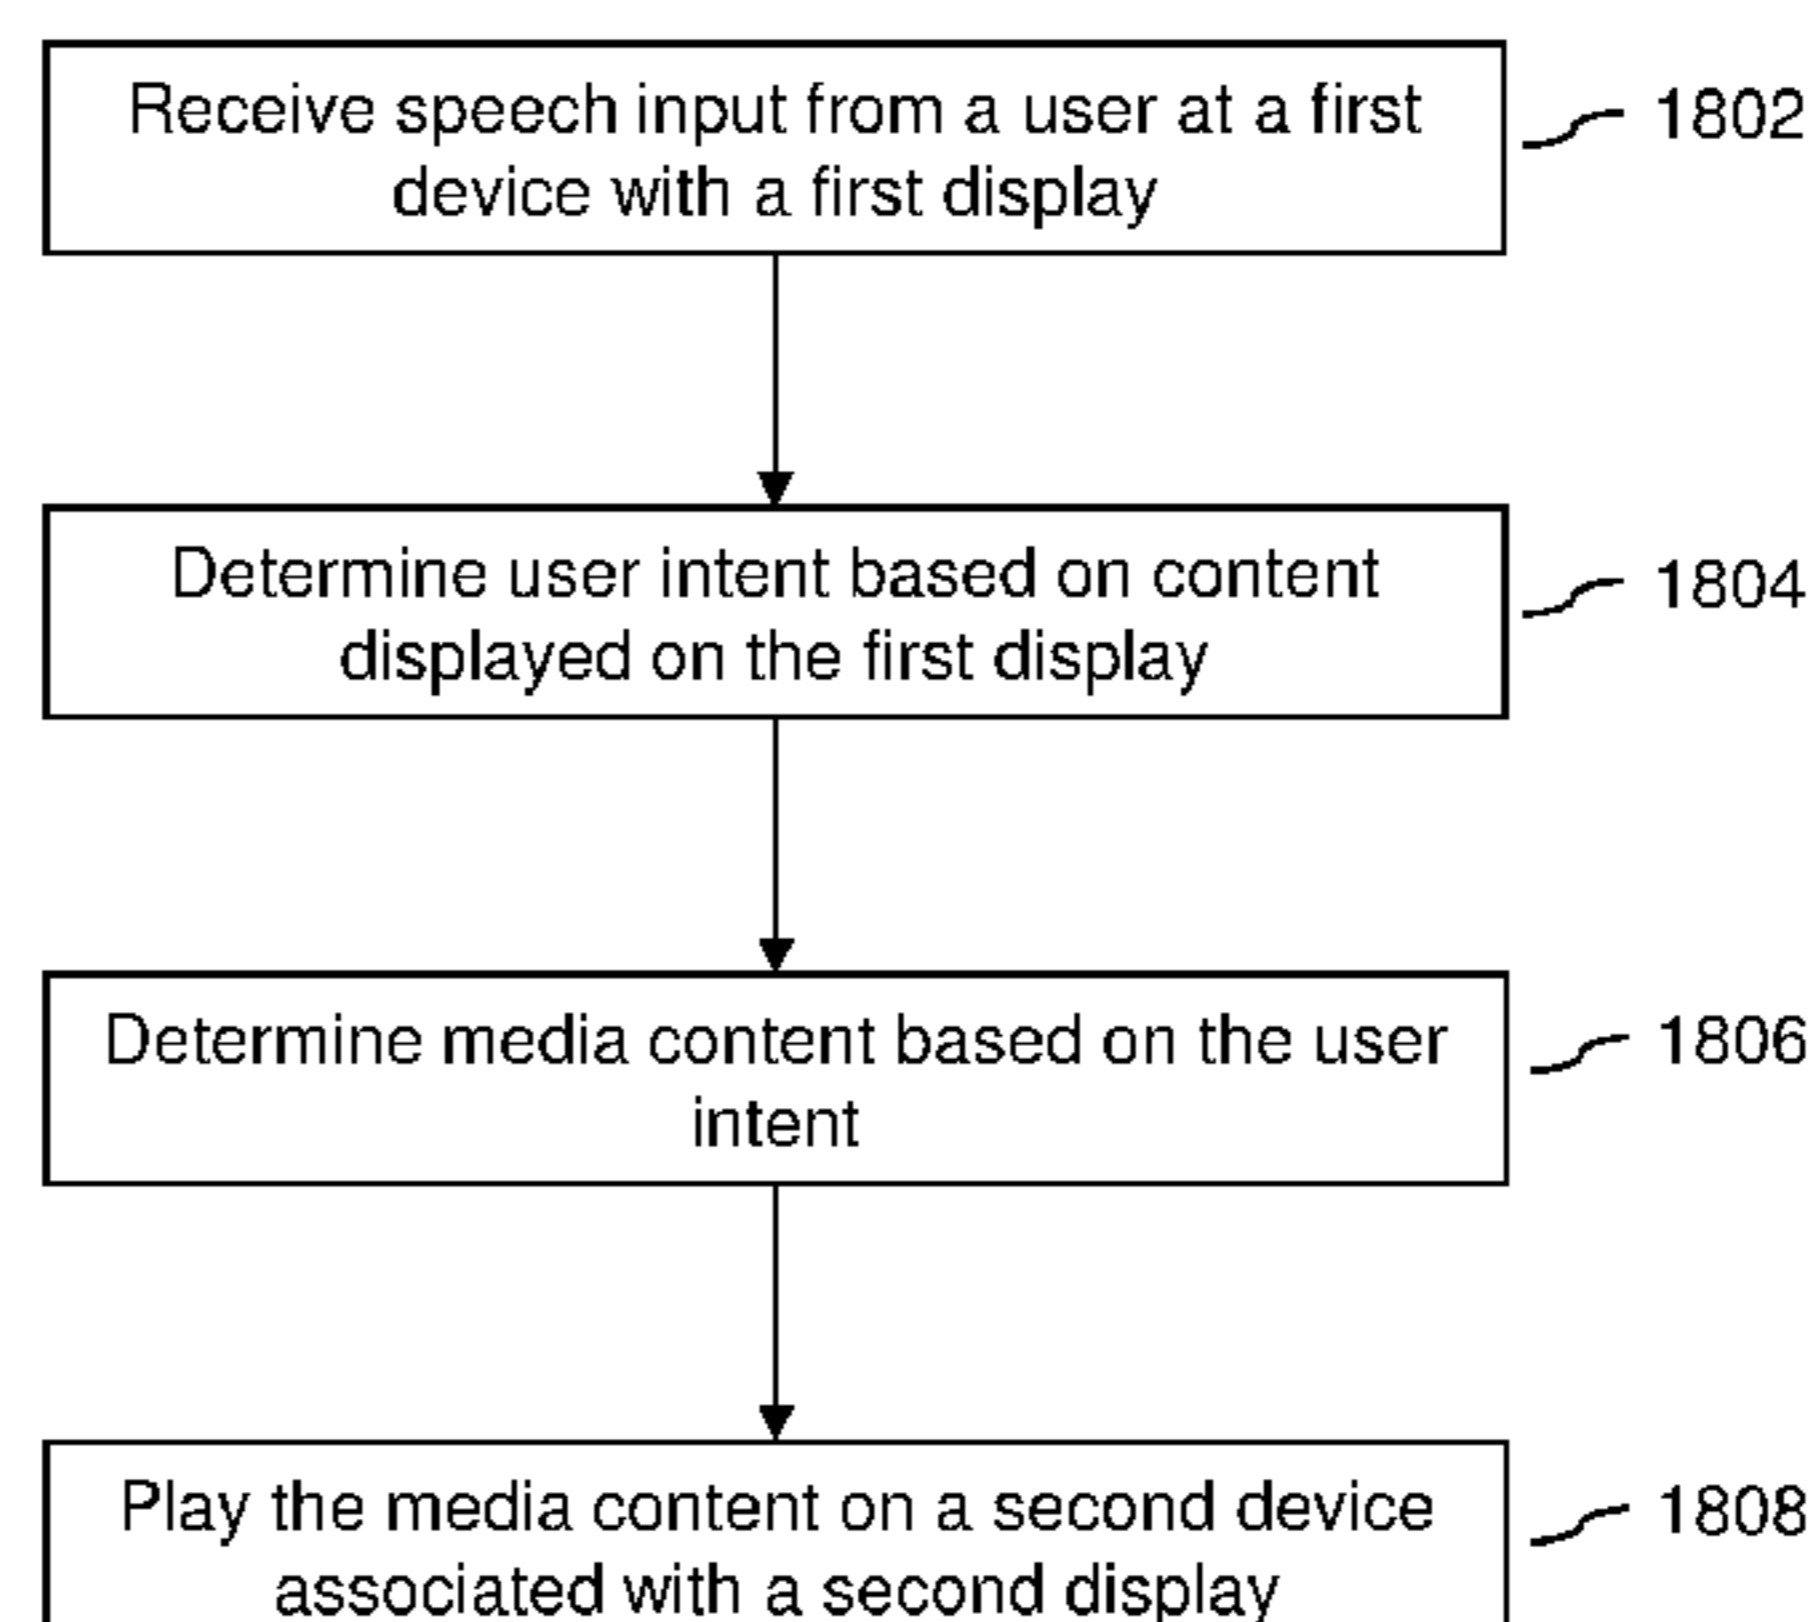 Receive speech input from a user at a first
device with a first display
1802
Determine user intent based on content
displayed on the first display
1804
Determine media content based on the user
intent
1806
Play the media content on a second device
associated with a second display
1808